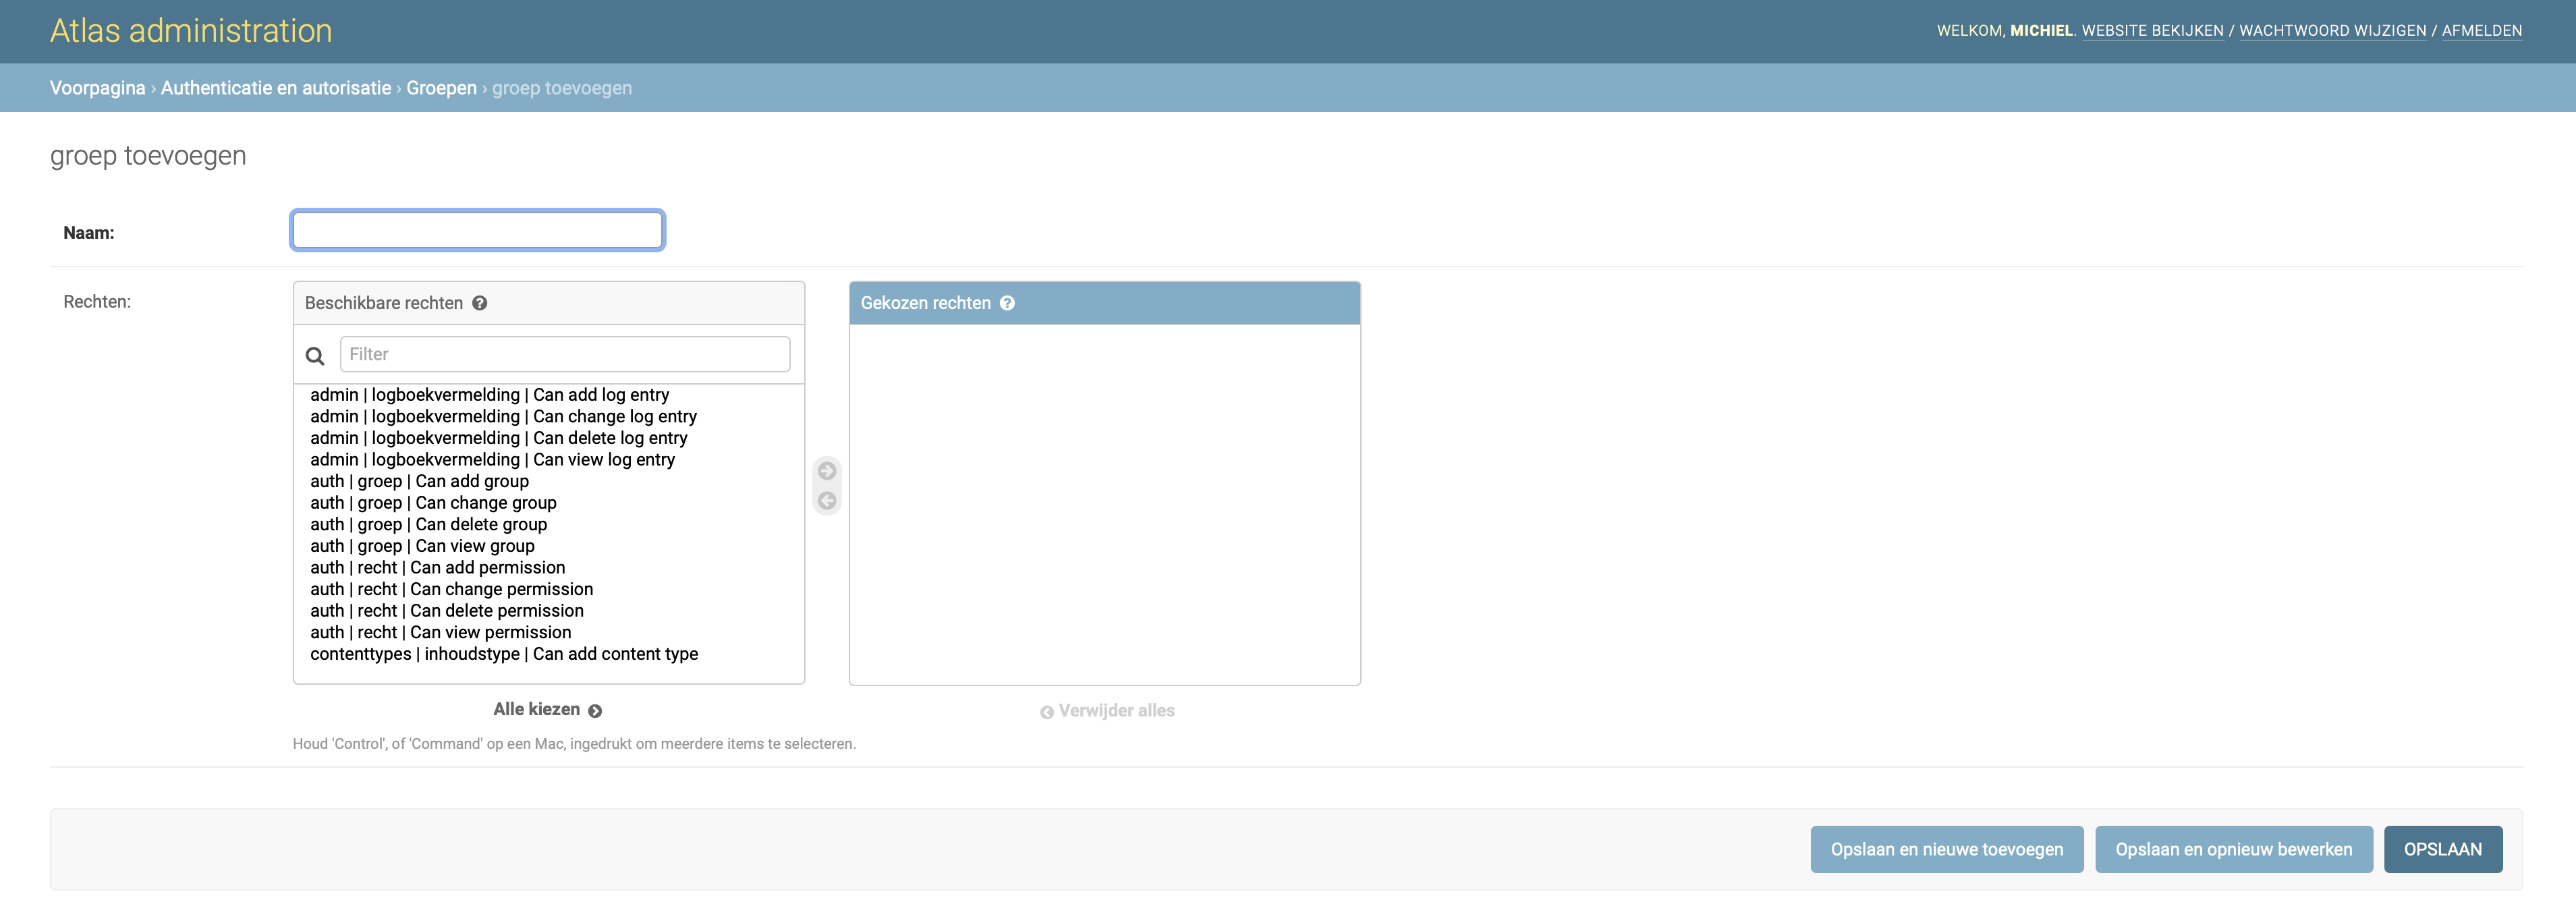 Atlas administration
WELKOM, MICHIEL. WEBSITE BEKIJKEN / WACHTWOORD WIJZIGEN / AFMELDEN
Voorpagina › Authenticatie en autorisatie › Groepen › groep toevoegen
groep toevoegen
Naam:
Rechten:
Beschikbare rechten
Filter
admin | logboekvermelding | Can add log entry
admin | logboekvermelding | Can change log entry
admin | logboekvermelding | Can delete log entry
admin | logboekvermelding | Can view log entry
auth | groep | Can add group
auth | groep | Can change group
auth | groep | Can delete group
auth | groep | Can view group
auth | recht | Can add permission
auth | recht | Can change permission
auth | recht | Can delete permission
auth | recht | Can view permission
contenttypes | inhoudstype | Can add content type
Alle kiezen
Gekozen rechten
Verwijder alles
Houd 'Control', of 'Command' op een Mac, ingedrukt om meerdere items te selecteren.
Opslaan en nieuwe toevoegen
Opslaan en opnieuw bewerken
OPSLAAN